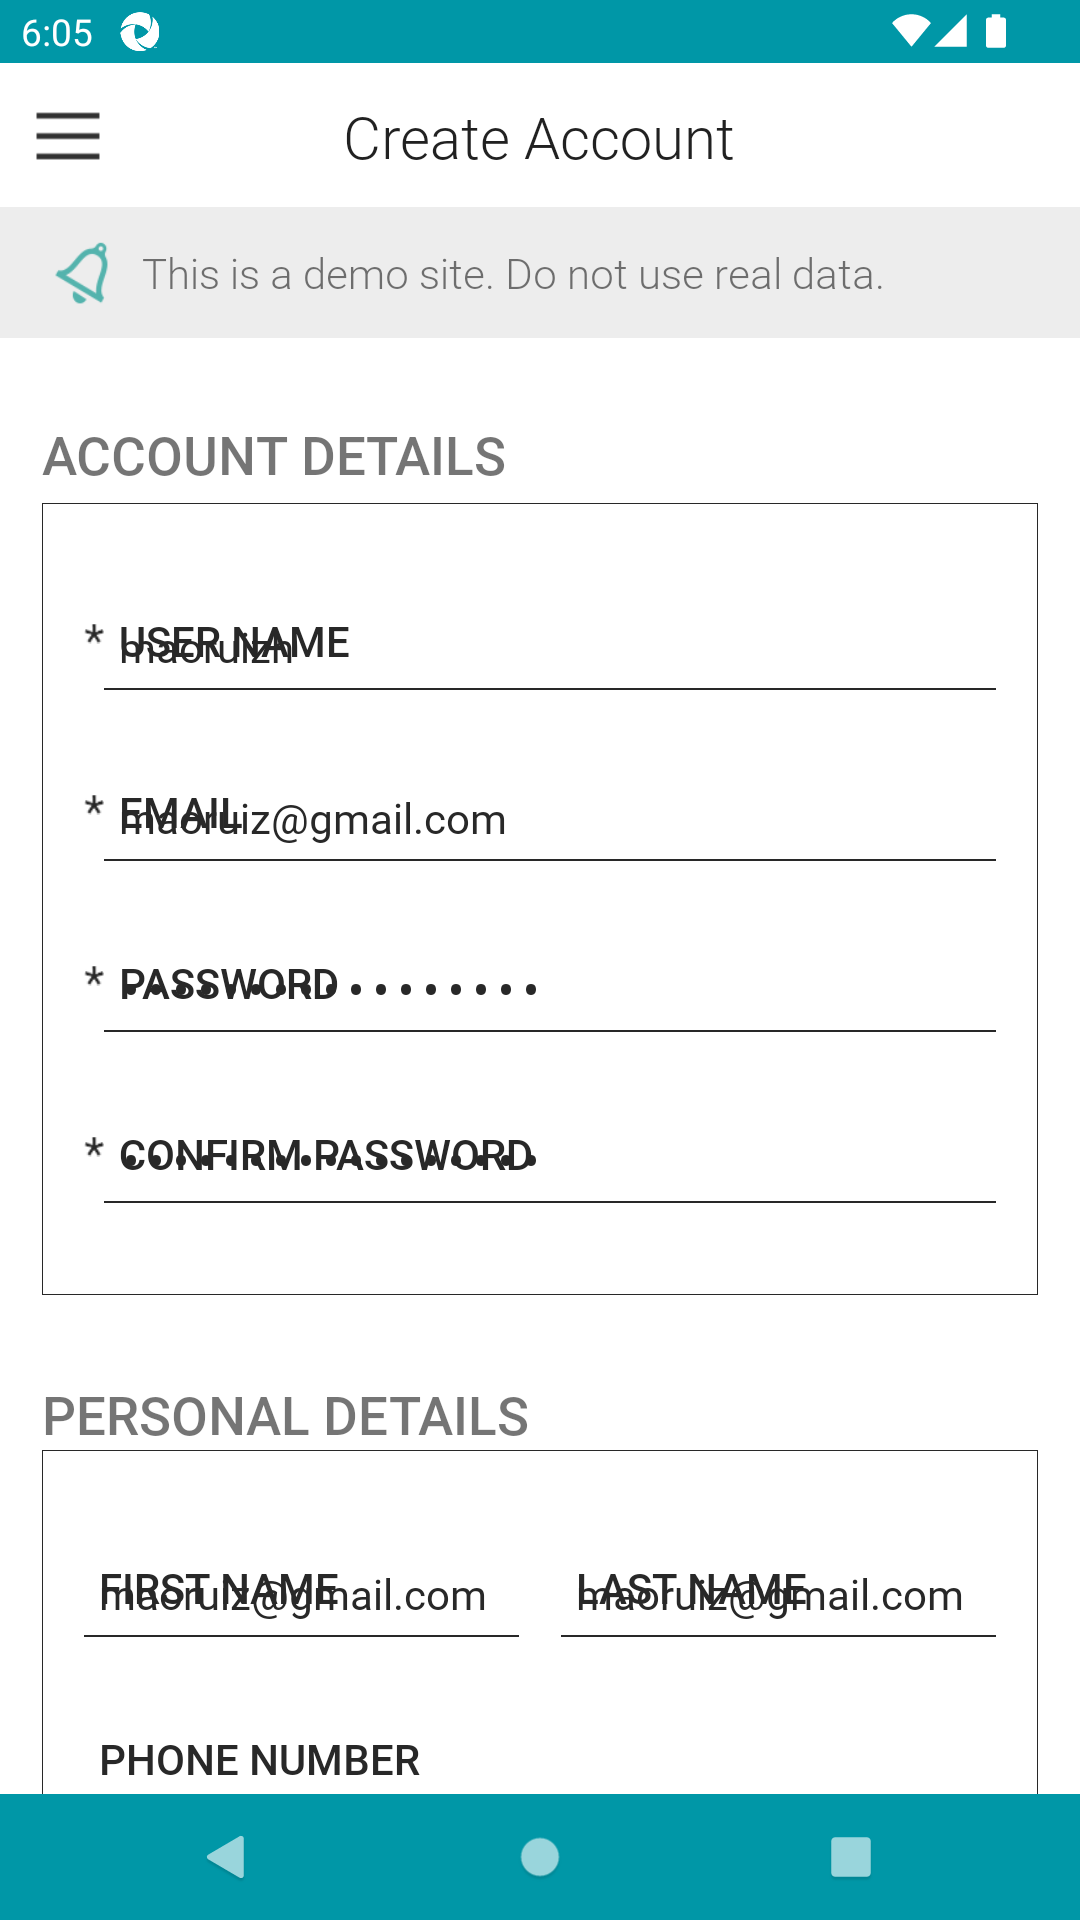 6:05
Create Account
This is a demo site. Do not use real data.
ACCOUNT DETAILS
* USER NAME
maoruizh
* EMAIL
maoruiz@gmail.com
* PASSWORD
•••••••••••••••••
* CONFIRM PASSWORD
•••••••••••••••••
PERSONAL DETAILS
FIRST NAME
maoruiz@gmail.com
LAST NAME
maoruiz@gmail.com
PHONE NUMBER